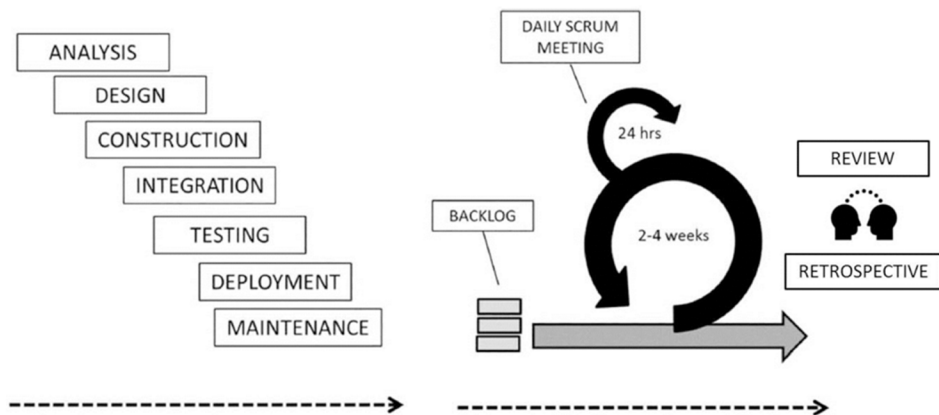 ANALYSIS
DESIGN
CONSTRUCTION
INTEGRATION
TESTING
DEPLOYMENT
MAINTENANCE
DAILY SCRUM
MEETING
24 hrs
BACKLOG
2-4 weeks
REVIEW
RETROSPECTIVE